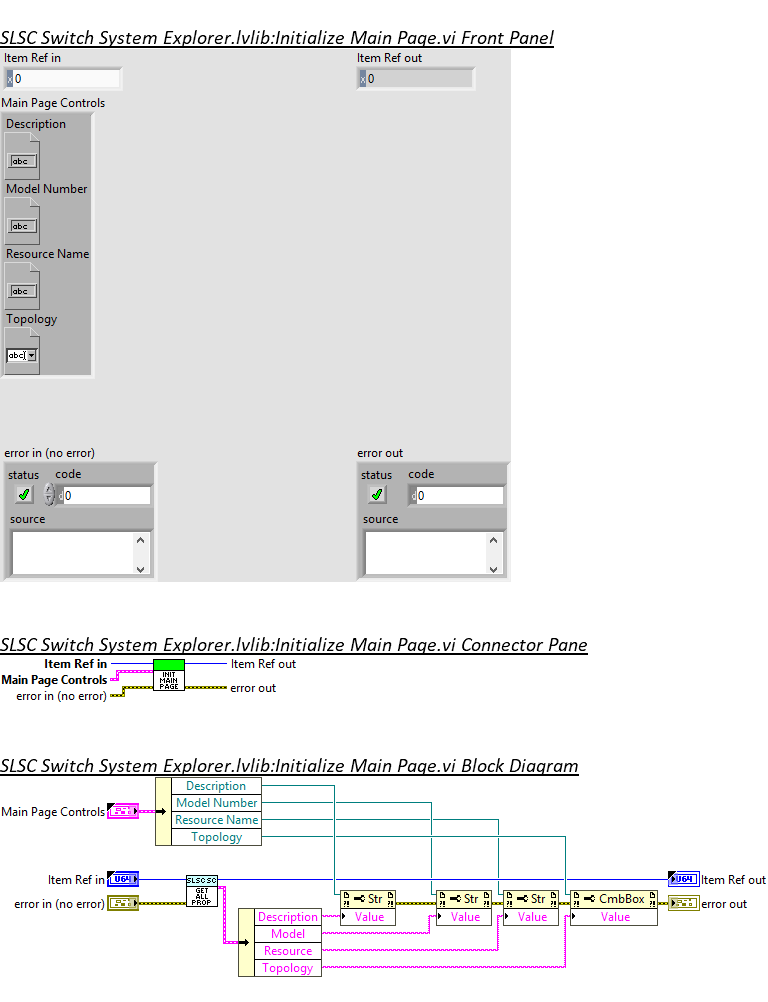 SLSC Switch System Explorer.lvlib:Initialize Main Page.vi Front Panel
Item Ref in
Item Ref out
x 0
x 0
Main Page Controls
Description
abc
Model Number
abc
Resource Name
abc
Topology
abc
error in (no error)
error out
status code
status code
d 0
d 0
source
source
SLSC Switch System Explorer.lvlib:Initialize Main Page.vi Connector Pane
Item Ref in
Item Ref out
Main Page Controls
INIT
MAIN
PAGE
error in (no error)
error out
SLSC Switch System Explorer.lvlib:Initialize Main Page.vi Block Diagram
Main Page Controls
Description
Model Number
Resource Name
Topology
Item Ref in
U64
SLSC SC
GET
ALL
PROP
U64
Item Ref out
error in (no error)
error out
Str
Value
Str
Value
Str
Value
CmbBox
Value
Description
Model
Resource
Topology